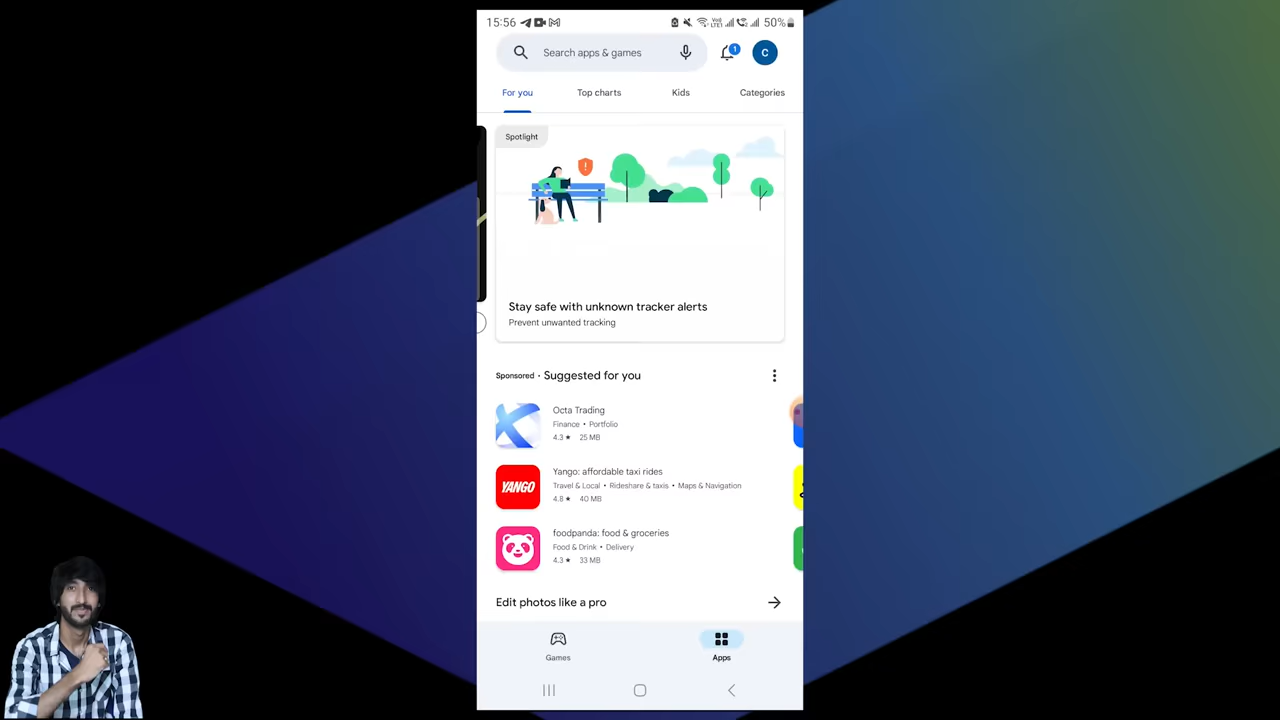 15:56 50%
Search apps & games 1 C
For you Top charts Kids Categories
Spotlight
Stay safe with unknown tracker alerts
Prevent unwanted tracking
Sponsored • Suggested for you
Octa Trading
Finance • Portfolio
4.3 ★ 25 MB
YANGO
Yango: affordable taxi rides
Travel & Local • Rideshare & taxis • Maps & Navigation
4.8 ★ 40 MB
foodpanda: food & groceries
Food & Drink • Delivery
4.3 ★ 33 MB
Edit photos like a pro
Games Apps